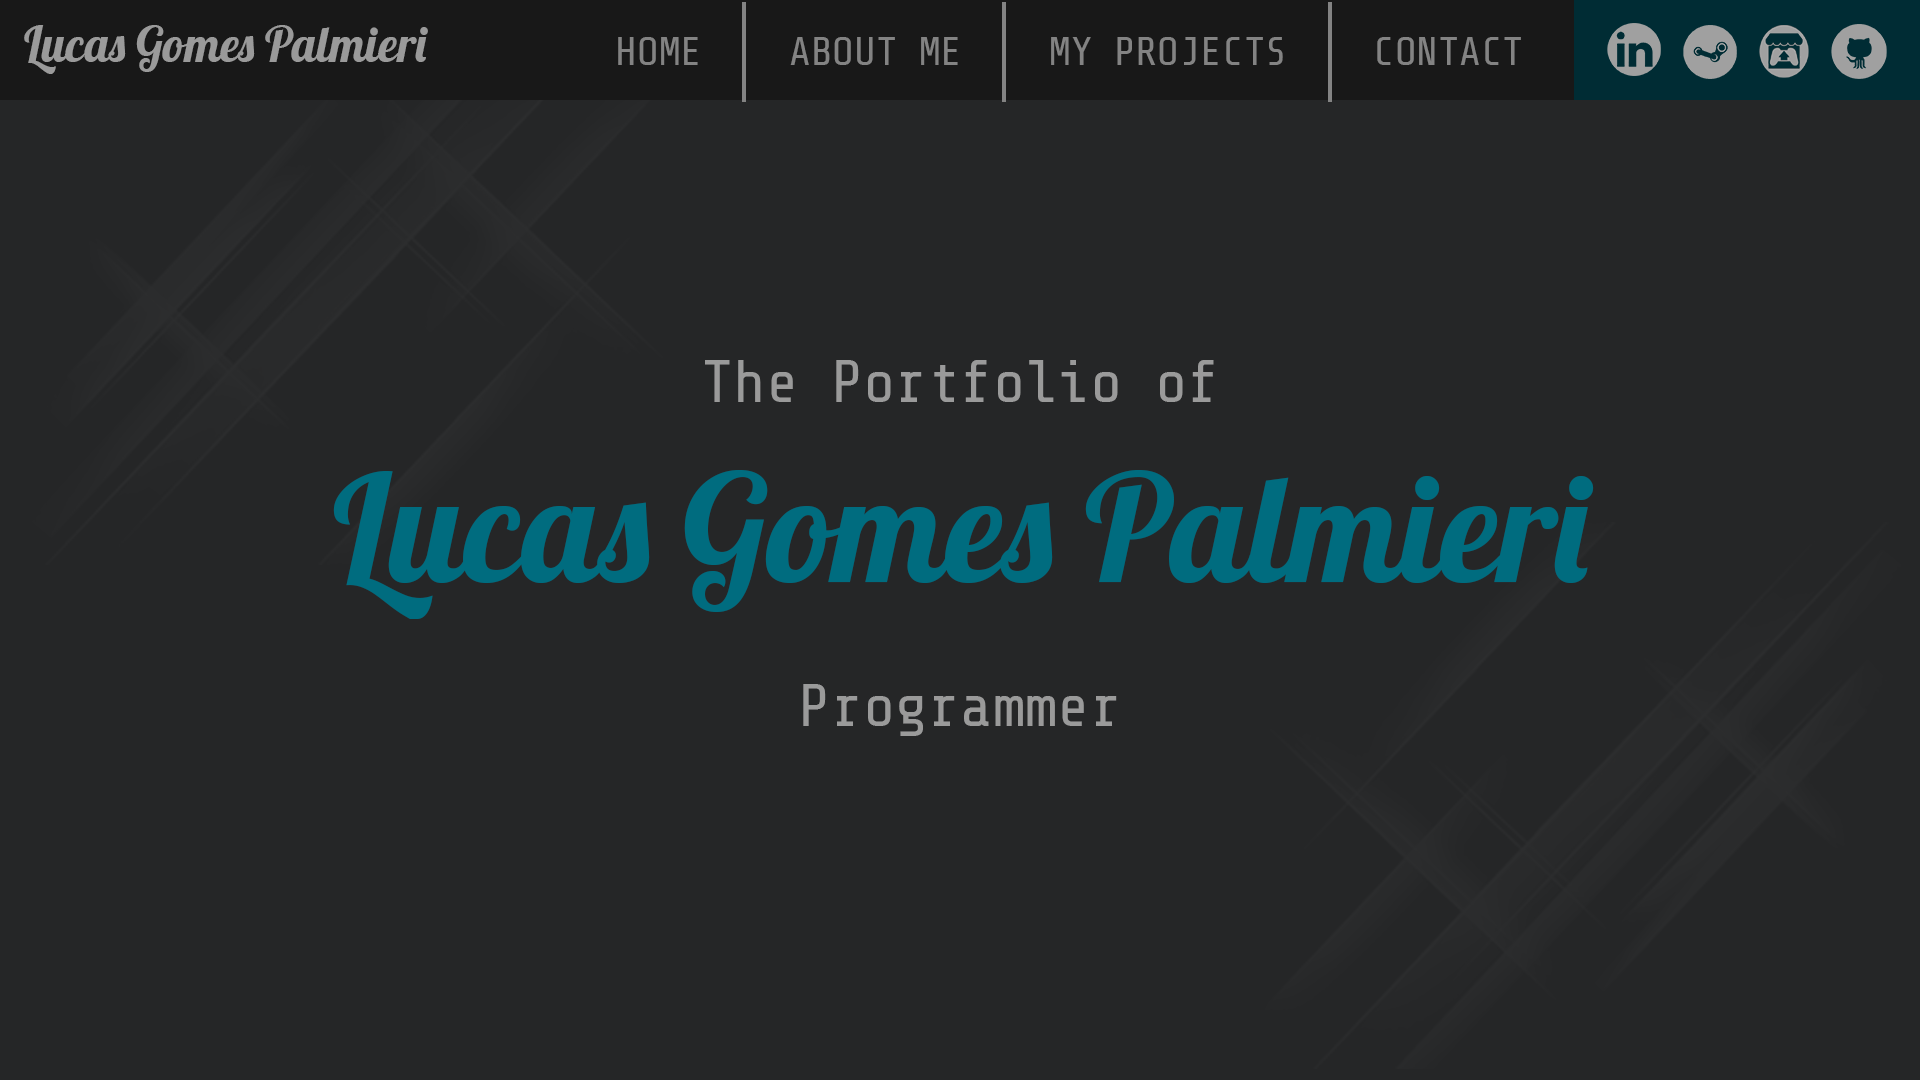 Lucas Gomes Palmieri
HOME
ABOUT ME
MY PROJECTS
CONTACT
in
The Portfolio of
Lucas Gomes Palmieri
Programmer